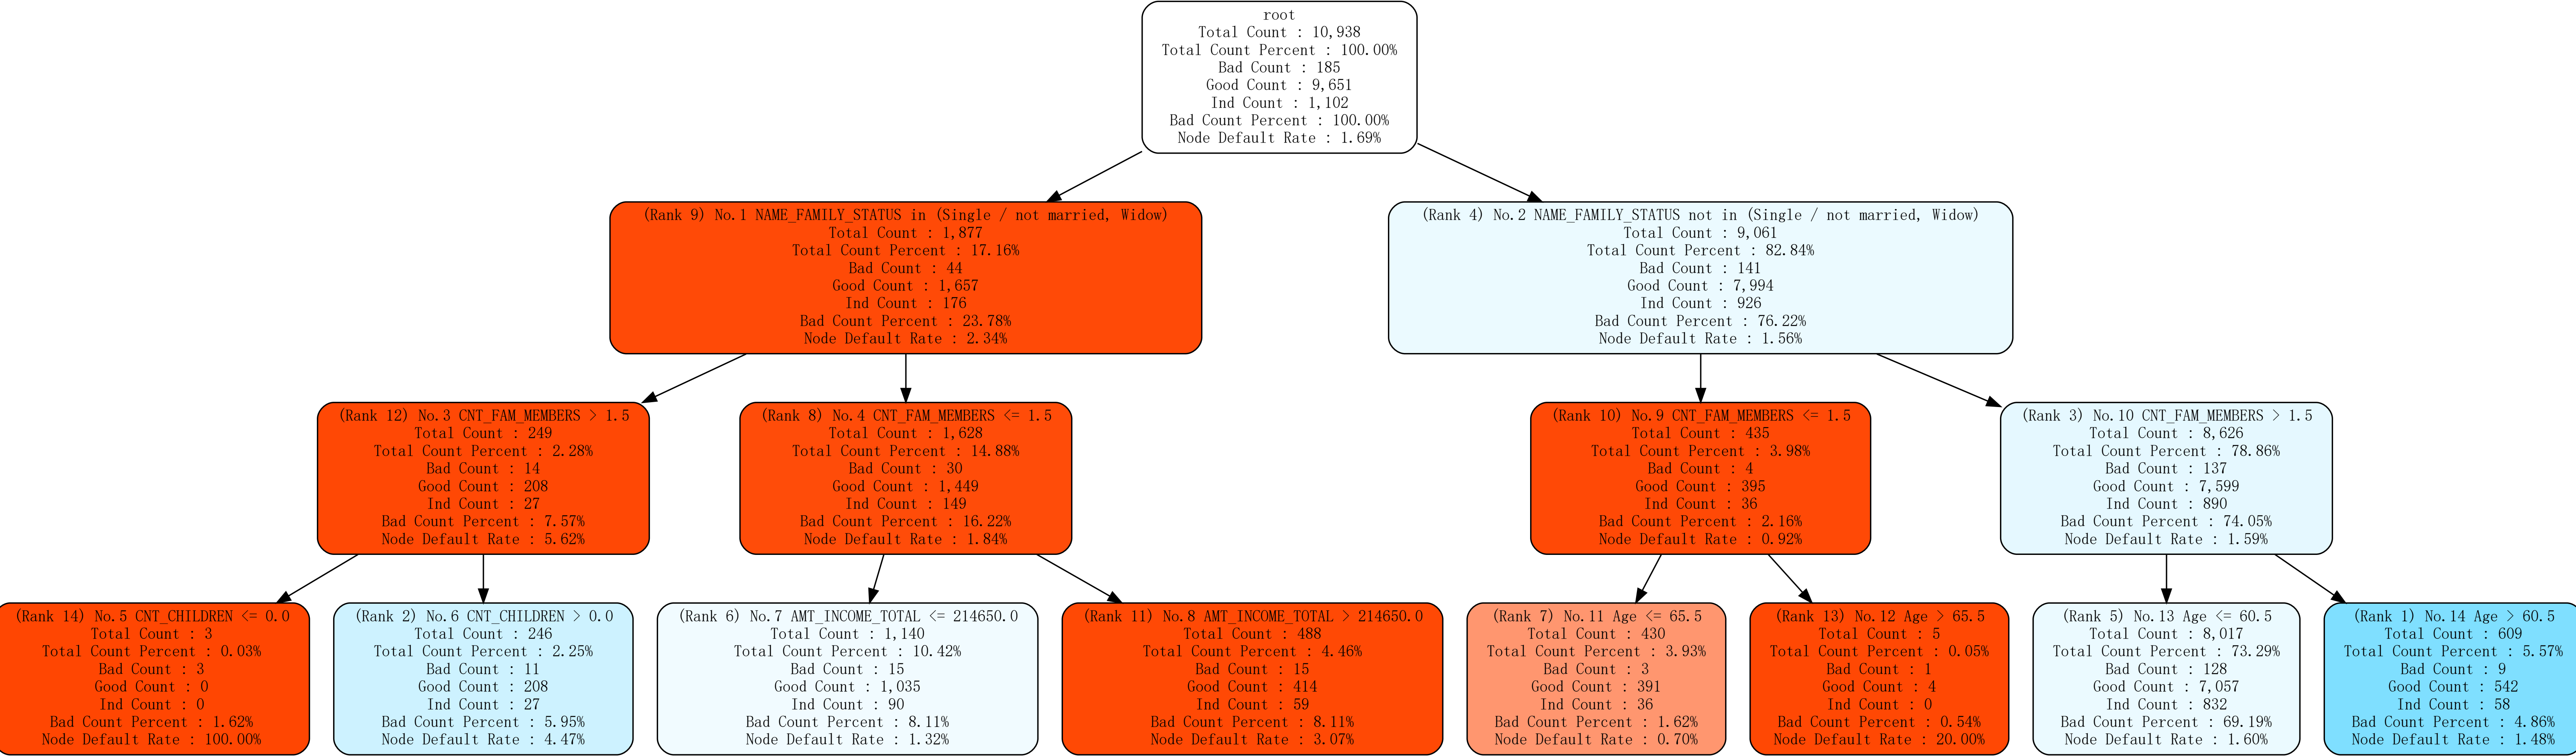 root
Total Count : 10,938
Total Count Percent : 100.00%
Bad Count : 185
Good Count : 9,651
Ind Count : 1,102
Bad Count Percent : 100.00%
Node Default Rate : 1.69%
(Rank 9) No.1 NAME_FAMILY_STATUS in (Single / not married, Widow)
Total Count : 1,877
Total Count Percent : 17.16%
Bad Count : 44
Good Count : 1,657
Ind Count : 176
Bad Count Percent : 23.78%
Node Default Rate : 2.34%
(Rank 4) No.2 NAME_FAMILY_STATUS not in (Single / not married, Widow)
Total Count : 9,061
Total Count Percent : 82.84%
Bad Count : 141
Good Count : 7,994
Ind Count : 926
Bad Count Percent : 76.22%
Node Default Rate : 1.56%
(Rank 12) No.3 CNT_FAM_MEMBERS > 1.5
Total Count : 249
Total Count Percent : 2.28%
Bad Count : 14
Good Count : 208
Ind Count : 27
Bad Count Percent : 7.57%
Node Default Rate : 5.62%
(Rank 8) No.4 CNT_FAM_MEMBERS <= 1.5
Total Count : 1,628
Total Count Percent : 14.88%
Bad Count : 30
Good Count : 1,449
Ind Count : 149
Bad Count Percent : 16.22%
Node Default Rate : 1.84%
(Rank 10) No.9 CNT_FAM_MEMBERS <= 1.5
Total Count : 435
Total Count Percent : 3.98%
Bad Count : 4
Good Count : 395
Ind Count : 36
Bad Count Percent : 2.16%
Node Default Rate : 0.92%
(Rank 3) No.10 CNT_FAM_MEMBERS > 1.5
Total Count : 8,626
Total Count Percent : 78.86%
Bad Count : 137
Good Count : 7,599
Ind Count : 890
Bad Count Percent : 74.05%
Node Default Rate : 1.59%
(Rank 14) No.5 CNT_CHILDREN <= 0.0
Total Count : 3
Total Count Percent : 0.03%
Bad Count : 3
Good Count : 0
Ind Count : 0
Bad Count Percent : 1.62%
Node Default Rate : 100.00%
(Rank 2) No.6 CNT_CHILDREN > 0.0
Total Count : 246
Total Count Percent : 2.25%
Bad Count : 11
Good Count : 208
Ind Count : 27
Bad Count Percent : 5.95%
Node Default Rate : 4.47%
(Rank 6) No.7 AMT_INCOME_TOTAL <= 214650.0
Total Count : 1,140
Total Count Percent : 10.42%
Bad Count : 15
Good Count : 1,035
Ind Count : 90
Bad Count Percent : 8.11%
Node Default Rate : 1.32%
(Rank 11) No.8 AMT_INCOME_TOTAL > 214650.0
Total Count : 488
Total Count Percent : 4.46%
Bad Count : 15
Good Count : 414
Ind Count : 59
Bad Count Percent : 8.11%
Node Default Rate : 3.07%
(Rank 7) No.11 Age <= 65.5
Total Count : 430
Total Count Percent : 3.93%
Bad Count : 3
Good Count : 391
Ind Count : 36
Bad Count Percent : 1.62%
Node Default Rate : 0.70%
(Rank 13) No.12 Age > 65.5
Total Count : 5
Total Count Percent : 0.05%
Bad Count : 1
Good Count : 4
Ind Count : 0
Bad Count Percent : 0.54%
Node Default Rate : 20.00%
(Rank 5) No.13 Age <= 60.5
Total Count : 8,017
Total Count Percent : 73.29%
Bad Count : 128
Good Count : 7,057
Ind Count : 832
Bad Count Percent : 69.19%
Node Default Rate : 1.60%
(Rank 1) No.14 Age > 60.5
Total Count : 609
Total Count Percent : 5.57%
Bad Count : 9
Good Count : 542
Ind Count : 58
Bad Count Percent : 4.86%
Node Default Rate : 1.48%